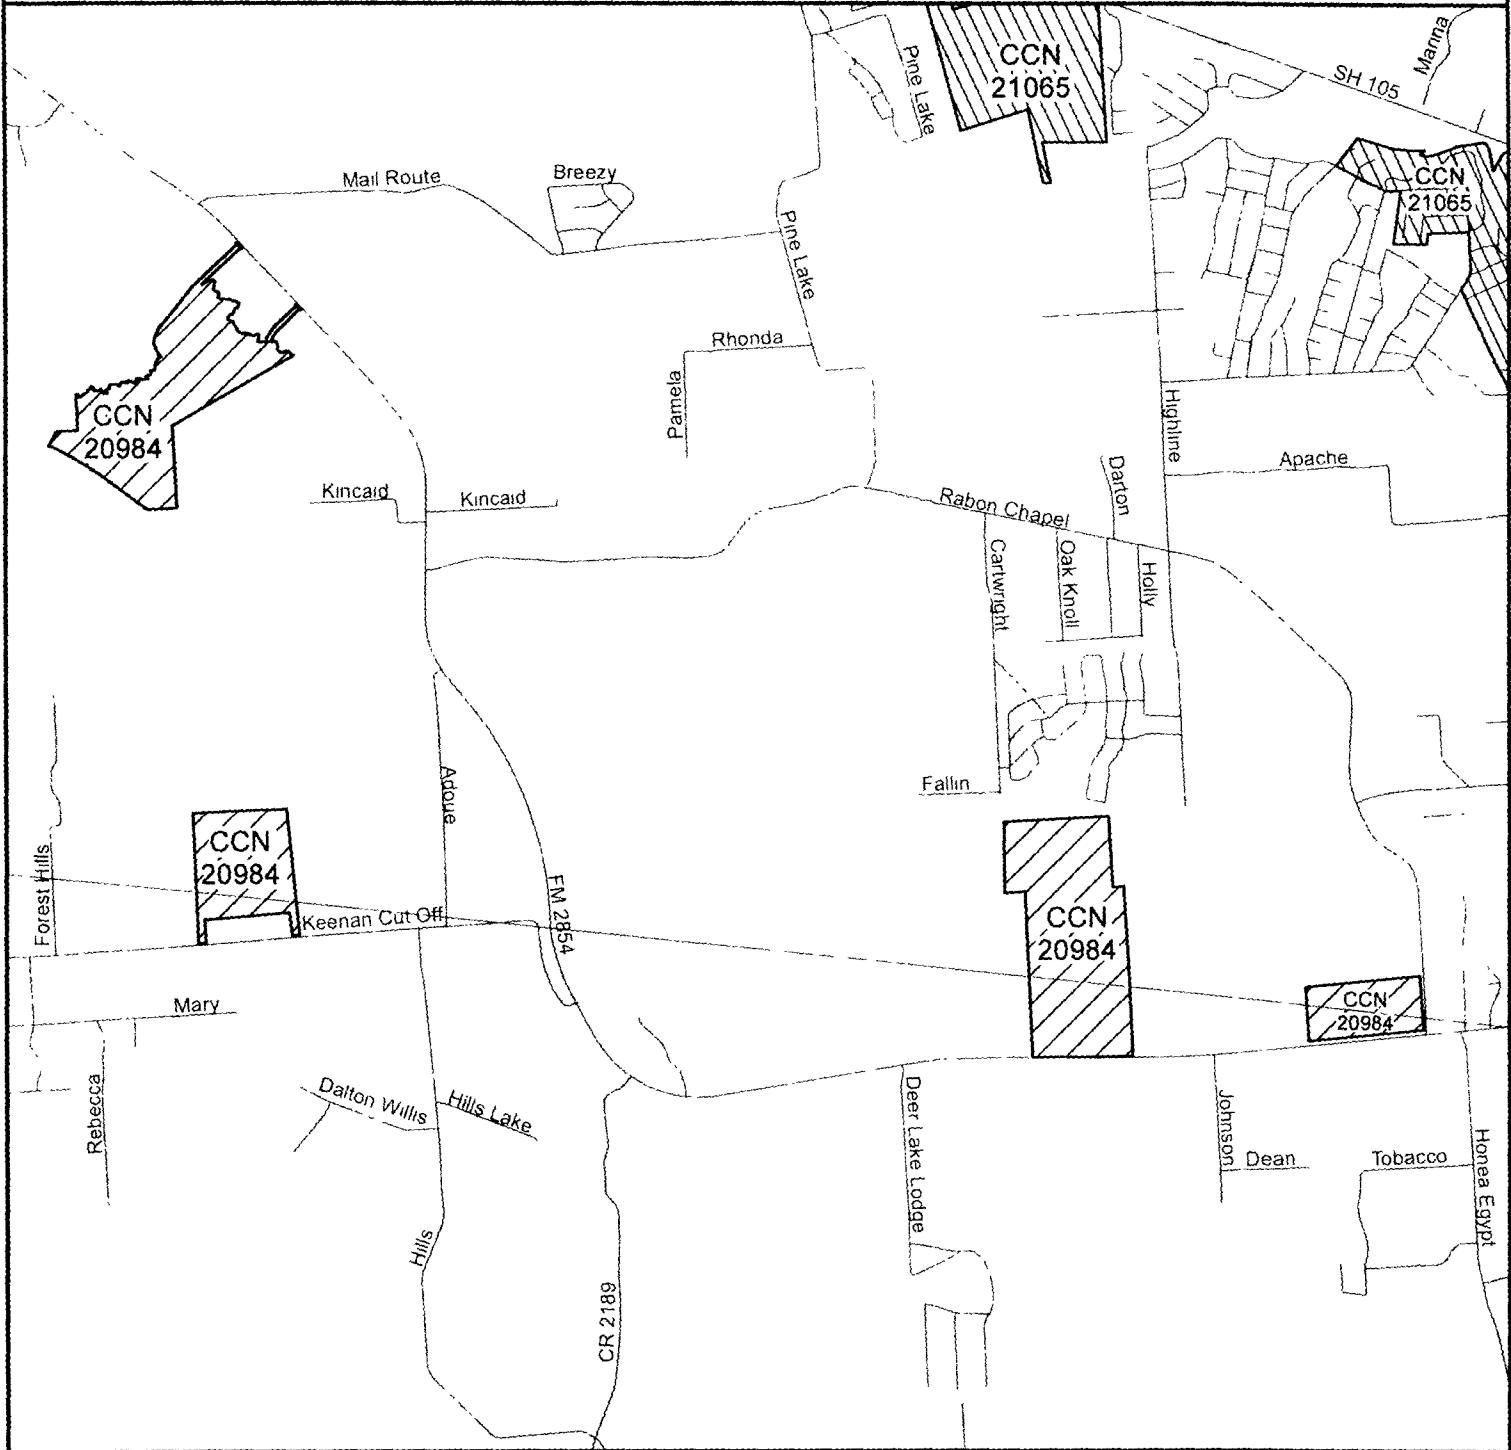 CCN
21065
Pine Lake
SH 105
Manna
CCN
21065
Mail Route
Breezy
Pine Lake
Rhonda
Pamela
CCN
20984
Kincaid
Kincaid
Highline
Apache
Darton
Rabon Chapel
Cartwright
Oak Knoll
Holly
Adoue
Fallin
CCN
20984
Forest Hills
Keenan Cut Off
FM 2854
CCN
20984
CCN
20984
Mary
Rebecca
Dalton Willis
Hills Lake
Deer Lake Lodge
Johnson
Dean
Tobacco
Honea Egypt
Hills
CR 2189